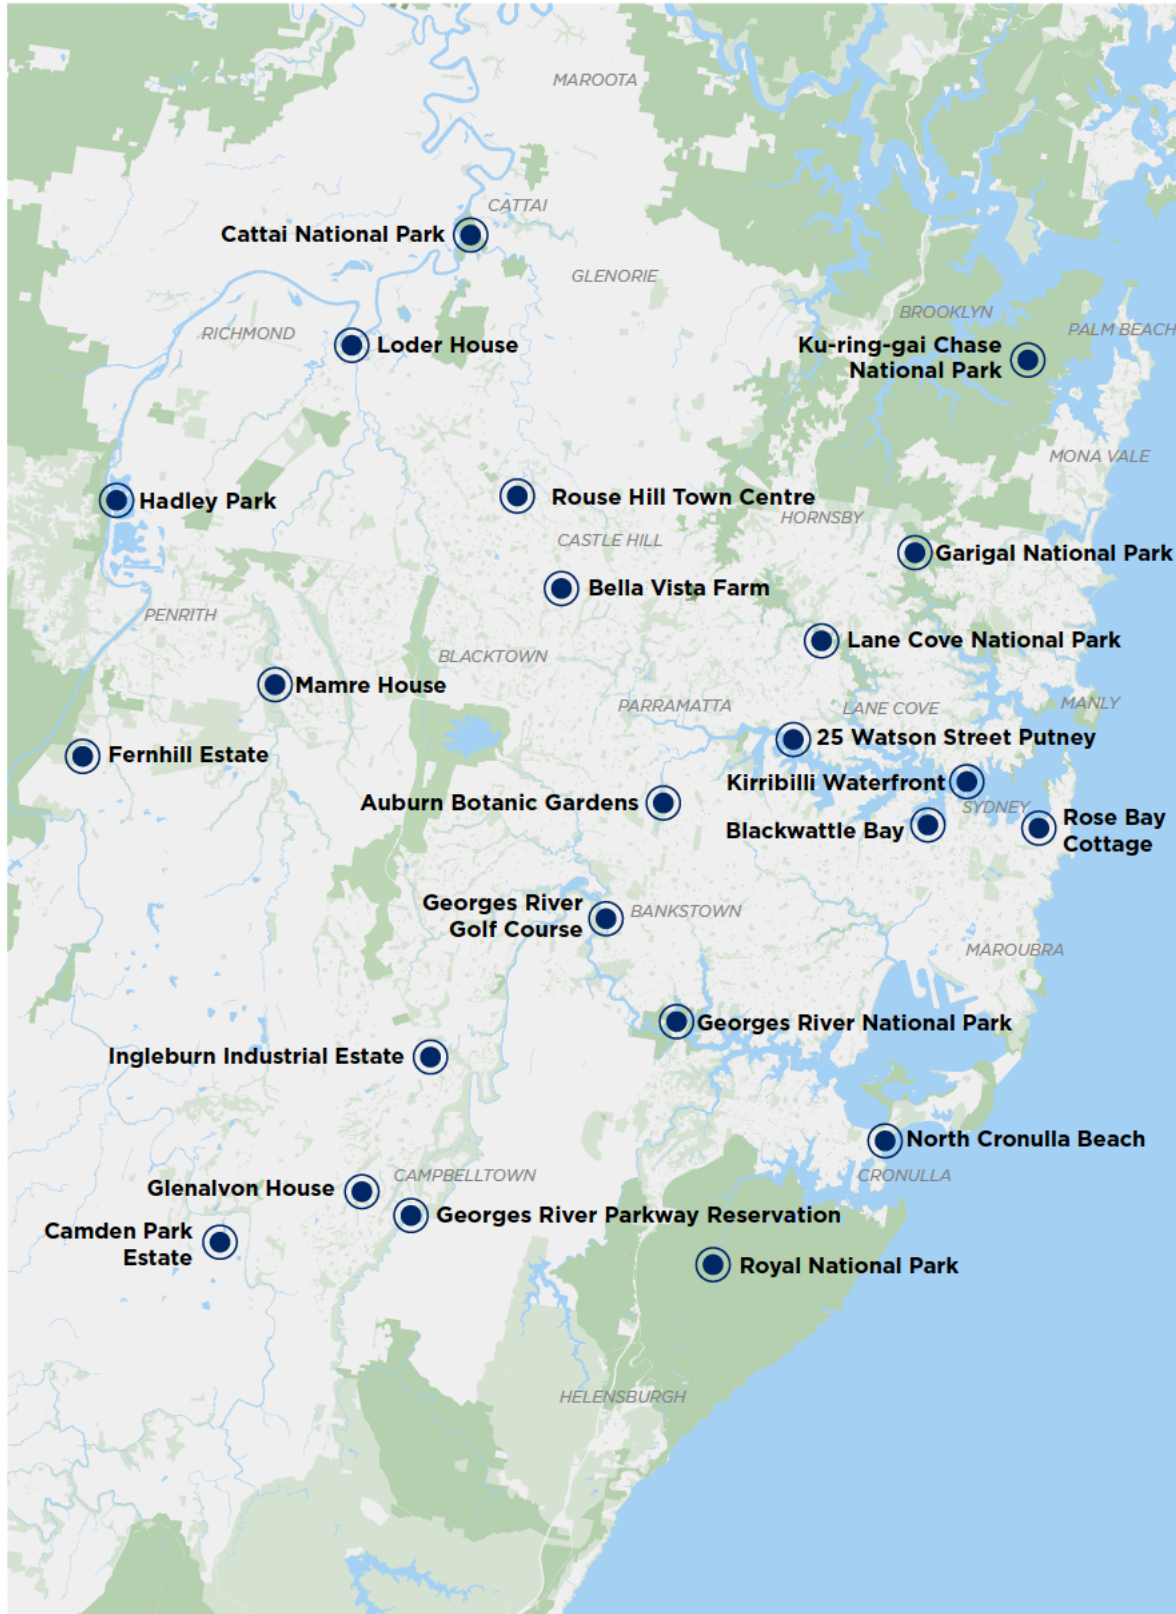 MAROOTA
CATTAI
Cattai National Park
GLENORIE
BROOKLYN
PALM BEACH
RICHMOND
Loder House
Ku-ring-gai Chase
National Park
MONA VALE
Hadley Park
Rouse Hill Town Centre
HORNSBY
CASTLE HILL
Garigal National Park
Bella Vista Farm
PENRITH
Lane Cove National Park
BLACKTOWN
Mamre House
PARRAMATTA
LANE COVE
MANLY
25 Watson Street Putney
Fernhill Estate
Kirribilli Waterfront
Auburn Botanic Gardens
SYDNEY
Rose Bay
Cottage
Blackwattle Bay
Georges River
Golf Course
BANKSTOWN
MAROUBRA
Georges River National Park
Ingleburn Industrial Estate
North Cronulla Beach
CAMPBELLTOWN
CRONULLA
Glenalvon House
Georges River Parkway Reservation
Camden Park
Estate
Royal National Park
HELENSBURGH